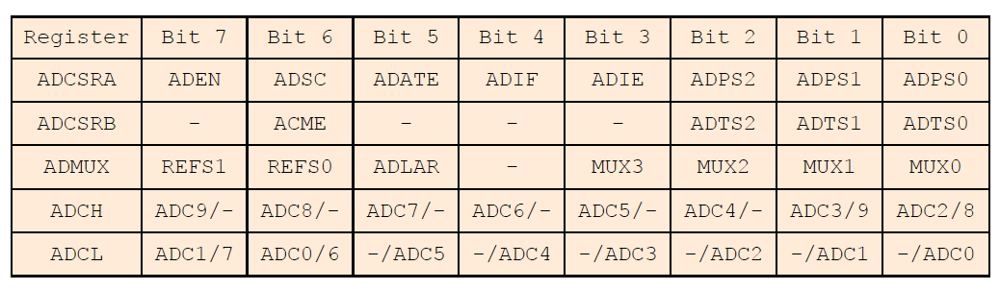 Register Bit 7 Bit 6 Bit 5 Bit 4 Bit 3 Bit 2 Bit 1 Bit 0
ADCSRA ADEN ADSC ADATE ADIF ADIE ADPS2 ADPS1 ADPS0
ADCSRB - ACME - - - ADTS2 ADTS1 ADTS0
ADMUX REFS1 REFS0 ADLAR - MUX3 MUX2 MUX1 MUX0
ADCH ADC9/- ADC8/- ADC7/- ADC6/- ADC5/- ADC4/- ADC3/9 ADC2/8
ADCL ADC1/7 ADC0/6 -/ADC5 -/ADC4 -/ADC3 -/ADC2 -/ADC1 -/ADC0